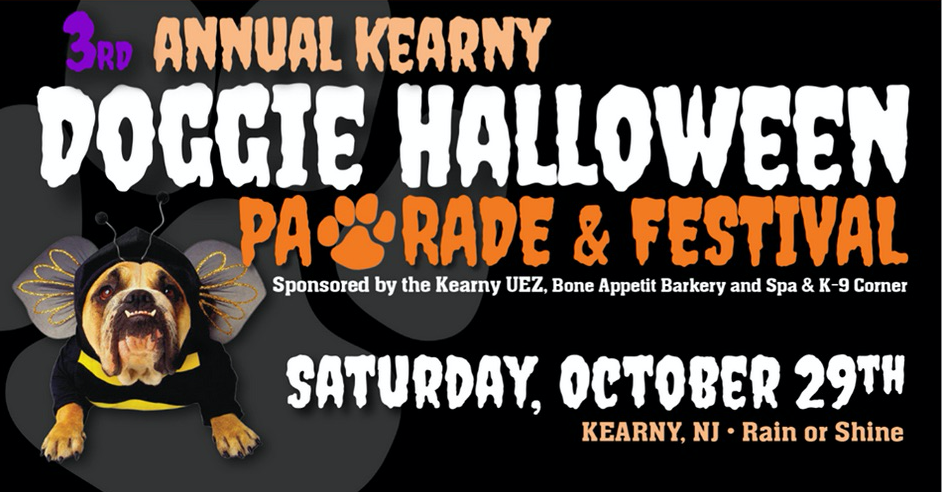 3RD ANNUAL KEARNY
DOGGIE HALLOWEEN
PARADE & FESTIVAL
Sponsored by the Kearny UEZ, Bone Appetit Barkery and Spa & K-9 Corner
SATURDAY, OCTOBER 29TH
KEARNY, NJ • Rain or Shine